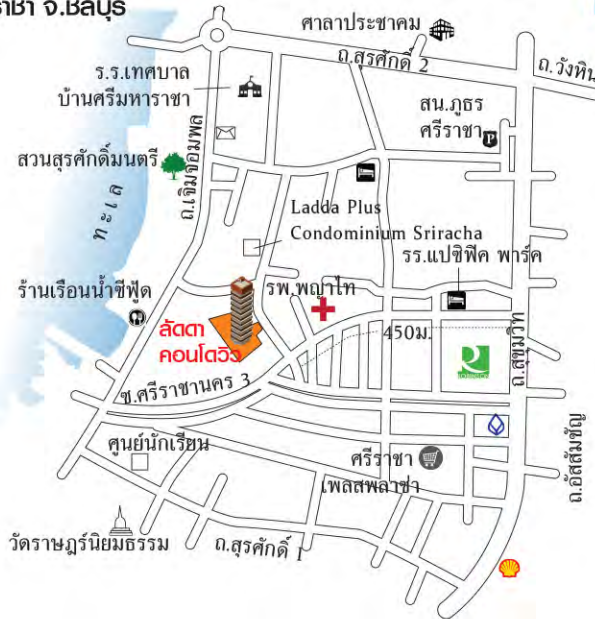 ราชา จ.ชลบุรี
ศาลาประชาคม
ถ.สุรศักดิ์ 2
ถ.วังหิน
ร.ร.เทศบาล
บ้านศรีมหาราชา
สน.ภูธร
ศรีราชา
P
สวนสุรศักดิ์มนตรี
ถ.เจิมจอมพล
ทะเล
Ladda Plus
Condominium Sriracha
รร.แปซิฟิค พาร์ค
ร้านเรือนน้ำซีฟู้ด
รพ.พญาไท
ลัดดา
คอนโดวิว
450ม.
ถ.สุขุมวิท
R
ROBINSON
ซ.ศรีราชานคร 3
ศูนย์นักเรียน
ศรีราชา
เพลสพลาซ่า
ถ.อัสสัมชัญ
วัดราษฎร์นิยมธรรม
ถ.สุรศักดิ์ 1